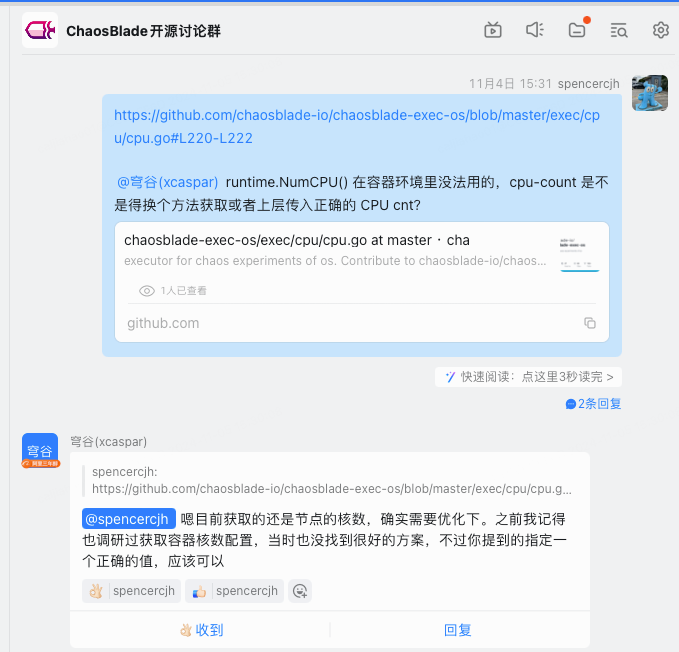 ChaosBlade开源讨论群
11月4日 15:31 spencercjh
https://github.com/chaosblade-io/chaosblade-exec-os/blob/master/exec/cp
u/cpu.go#L220-L222
@穹谷(xcaspar) runtime.NumCPU() 在容器环境里没法用的，cpu-count 是不
是得换个方法获取或者上层传入正确的 CPU cnt?
chaosblade-exec-os/exec/cpu/cpu.go at master · cha
executor for chaos experiments of os. Contribute to chaosblade-io/chaos...
1人已查看
github.com
快速阅读：点这里3秒读完 >
2条回复
穹谷
穹谷(xcaspar)
spencercjh:
https://github.com/chaosblade-io/chaosblade-exec-os/blob/master/exec/cpu/cpu.g...
@spencercjh 嗯目前获取的还是节点的核数，确实需要优化下。之前我记得
也调研过获取容器核数配置，当时也没找到很好的方案，不过你提到的指定一
个正确的值，应该可以
spencercjh spencercjh
收到 回复